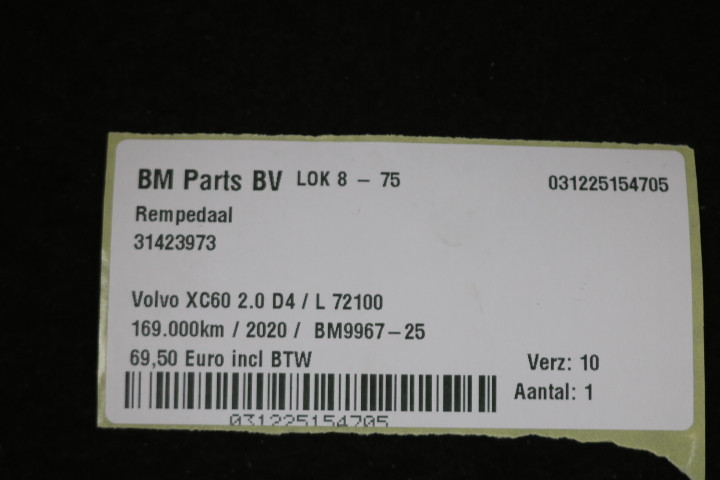 BM Parts BV LOK 8 - 75 031225154705
Rempedaal
31423973
Volvo XC60 2.0 D4 / L 72100
169.000km / 2020 / BM9967-25
69,50 Euro incl BTW Verz: 10
Aantal: 1
031225154705